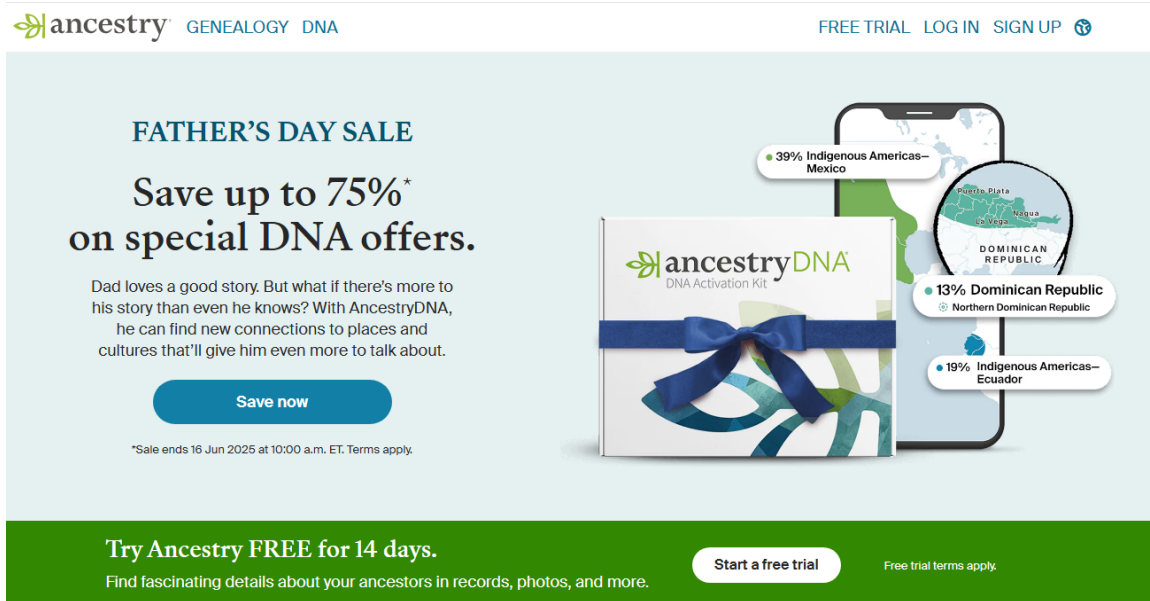 ancestry
GENEALOGY DNA
FREE TRIAL LOG IN SIGN UP
FATHER'S DAY SALE
Save up to 75%*
on special DNA offers.
Dad loves a good story. But what if there's more to
his story than even he knows? With AncestryDNA,
he can find new connections to places and
cultures that'll give him even more to talk about.
Save now
*Sale ends 16 Jun 2025 at 10:00 a.m. ET. Terms apply.
39% Indigenous Americas—
Mexico
Puerto Plata
Nagua
La Vega
DOMINICAN
REPUBLIC
ancestryDNA
DNA Activation Kit
13% Dominican Republic
Northern Dominican Republic
19% Indigenous Americas—
Ecuador
Try Ancestry FREE for 14 days.
Find fascinating details about your ancestors in records, photos, and more.
Start a free trial
Free trial terms apply.